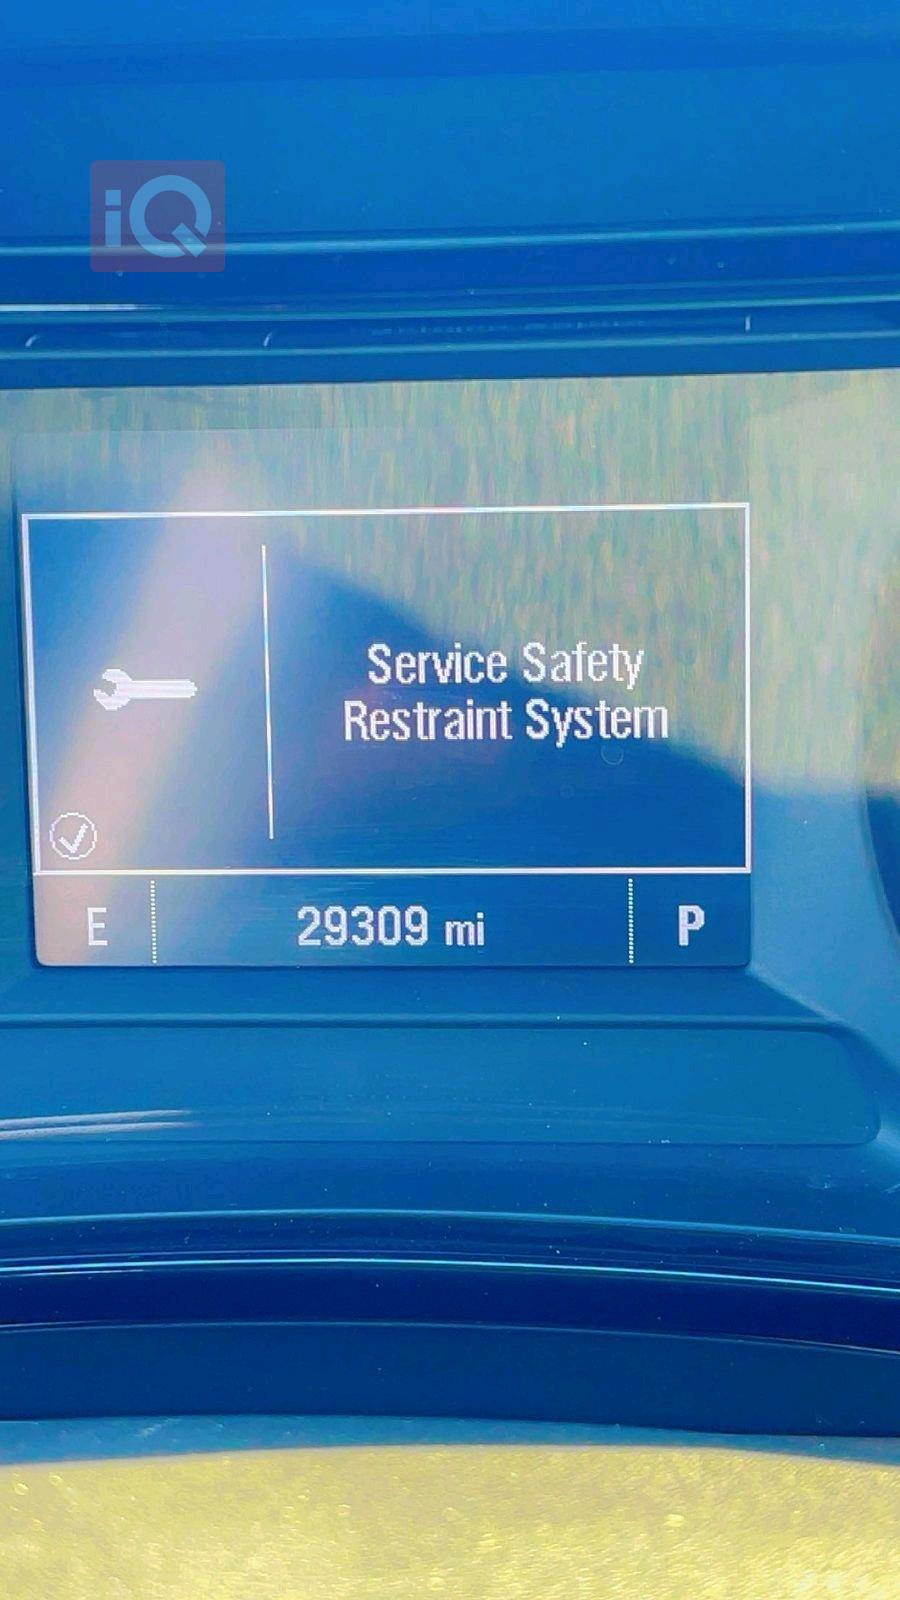 iQ
Service Safety
Restraint System
E 29309 mi P